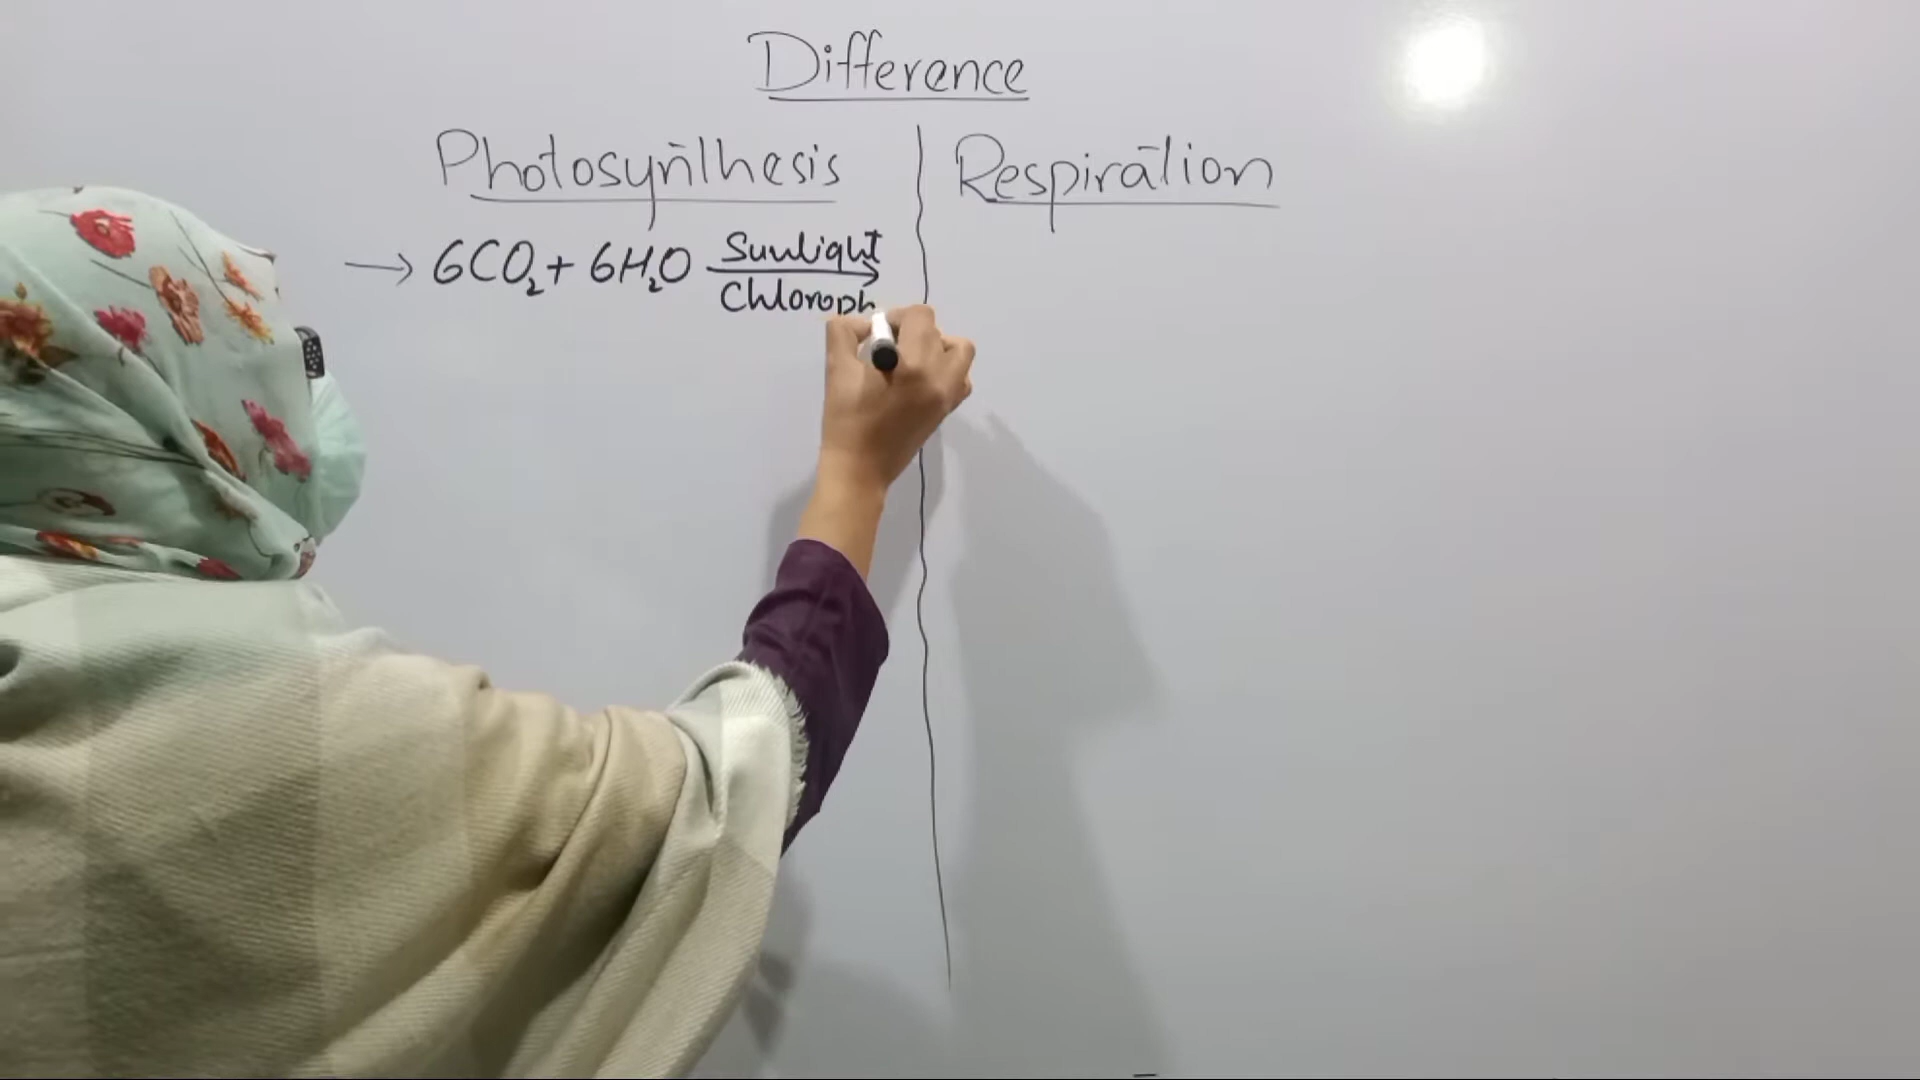 Difference
Photosynthesis
Respiration
→ 6CO₂ + 6H₂O Sunlight
Chloroph